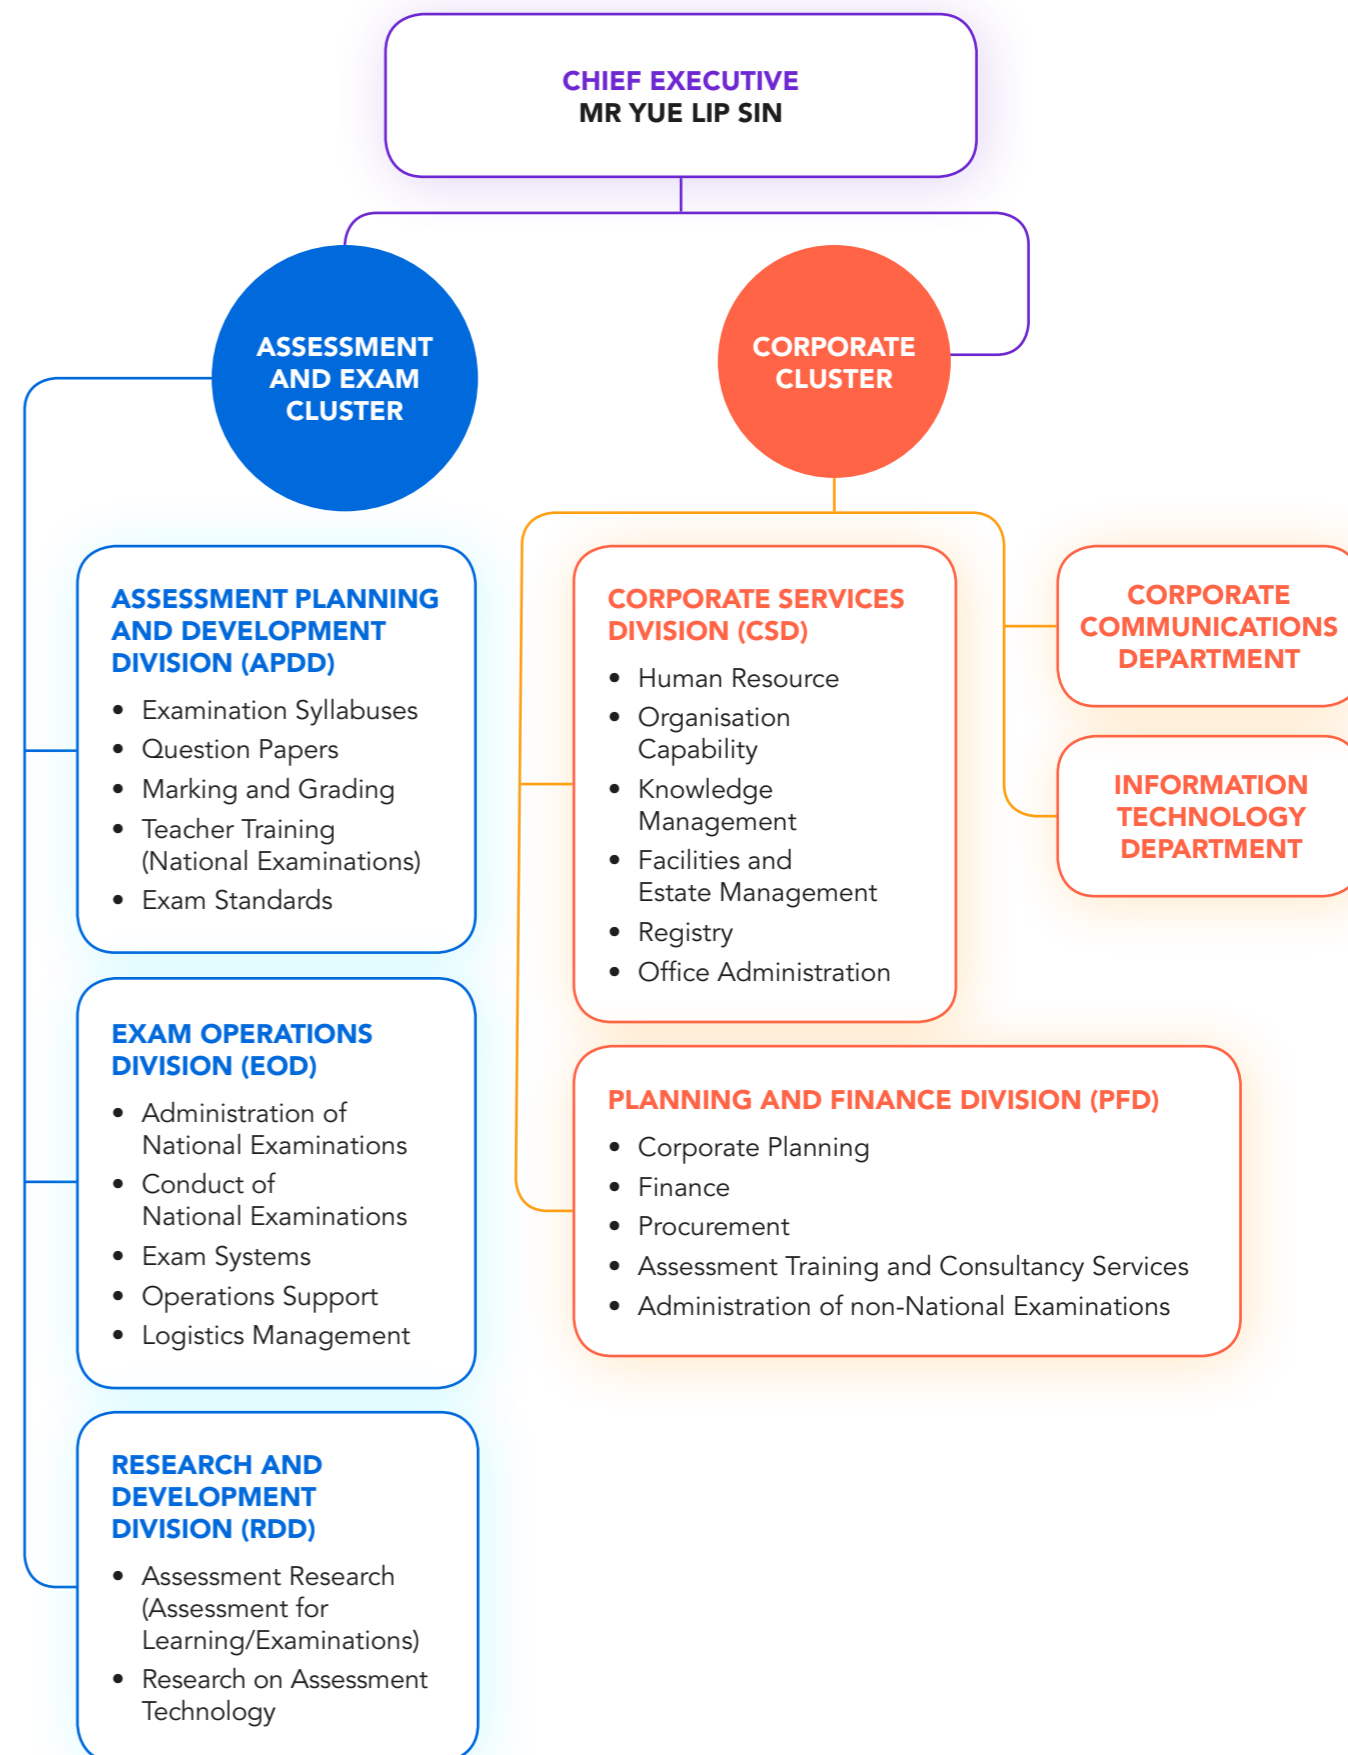 CHIEF EXECUTIVE
MR YUE LIP SIN
ASSESSMENT
AND EXAM
CLUSTER
CORPORATE
CLUSTER
ASSESSMENT PLANNING
AND DEVELOPMENT
DIVISION (APDD)
• Examination Syllabuses
• Question Papers
• Marking and Grading
• Teacher Training
(National Examinations)
• Exam Standards
EXAM OPERATIONS
DIVISION (EOD)
• Administration of
National Examinations
• Conduct of
National Examinations
• Exam Systems
• Operations Support
• Logistics Management
RESEARCH AND
DEVELOPMENT
DIVISION (RDD)
• Assessment Research
(Assessment for
Learning/Examinations)
• Research on Assessment
Technology
CORPORATE SERVICES
DIVISION (CSD)
• Human Resource
• Organisation
Capability
• Knowledge
Management
• Facilities and
Estate Management
• Registry
• Office Administration
PLANNING AND FINANCE DIVISION (PFD)
• Corporate Planning
• Finance
• Procurement
• Assessment Training and Consultancy Services
• Administration of non-National Examinations
CORPORATE
COMMUNICATIONS
DEPARTMENT
INFORMATION
TECHNOLOGY
DEPARTMENT